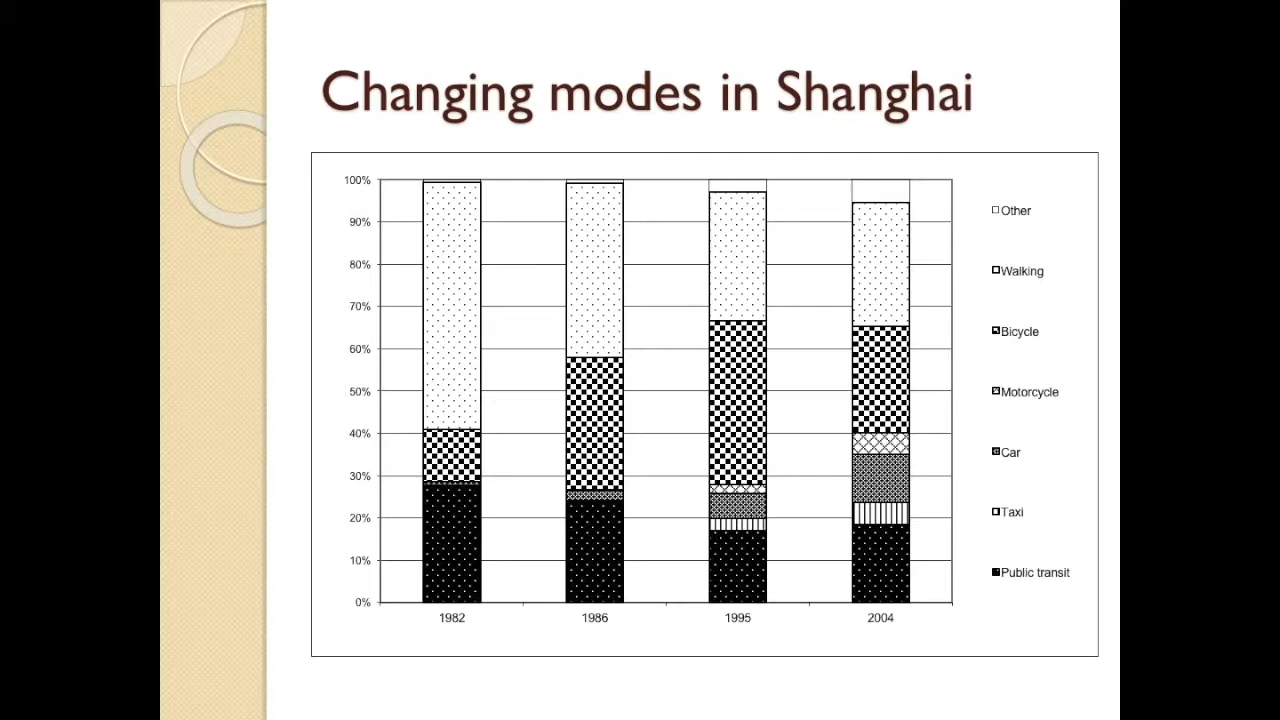 Changing modes in Shanghai
100%
90%
80%
70%
60%
50%
40%
30%
20%
10%
0%
1982 1986 1995 2004
Other
Walking
Bicycle
Motorcycle
Car
Taxi
Public transit